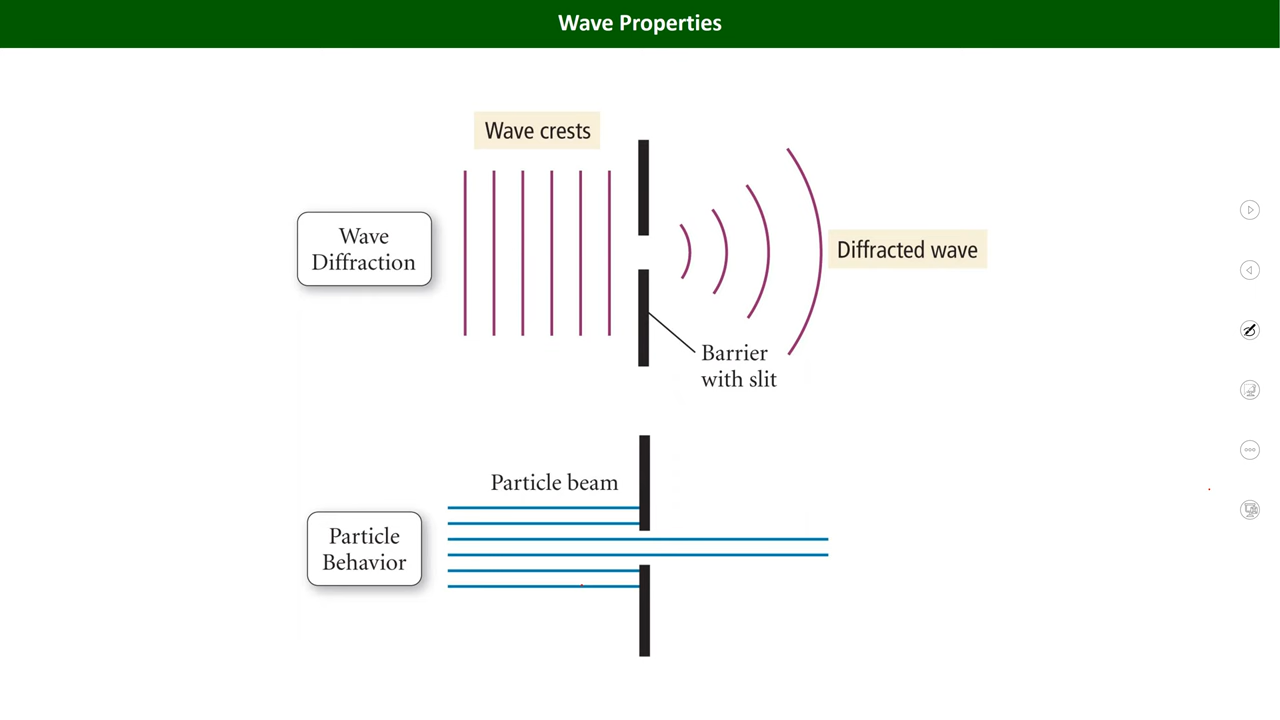 Wave Properties
Wave crests
Wave
Diffraction
Diffracted wave
Barrier
with slit
Particle beam
Particle
Behavior